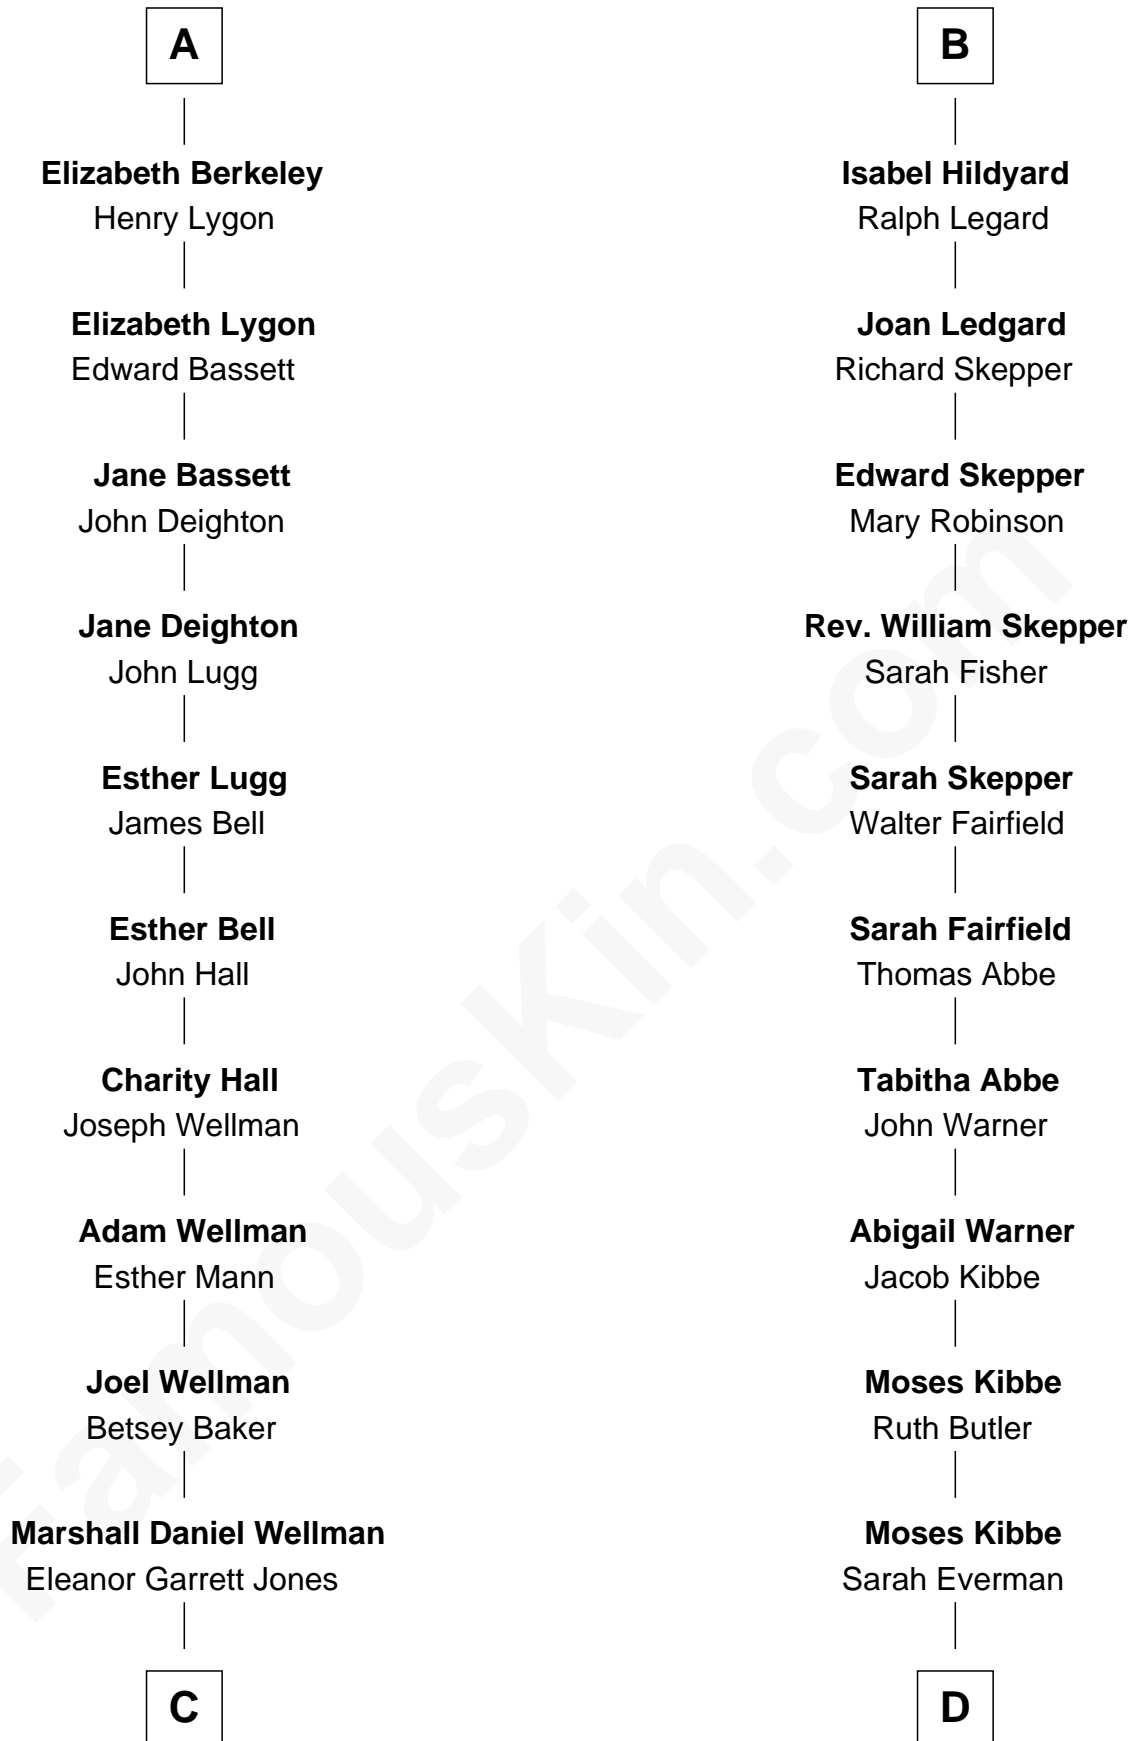 A
Elizabeth Berkeley
Henry Lygon
Elizabeth Lygon
Edward Bassett
Jane Bassett
John Deighton
Jane Deighton
John Lugg
Esther Lugg
James Bell
Esther Bell
John Hall
Charity Hall
Joseph Wellman
Adam Wellman
Esther Mann
Joel Wellman
Betsey Baker
Marshall Daniel Wellman
Eleanor Garrett Jones
C
B
Isabel Hildyard
Ralph Legard
Joan Ledgard
Richard Skepper
Edward Skepper
Mary Robinson
Rev. William Skepper
Sarah Fisher
Sarah Skepper
Walter Fairfield
Sarah Fairfield
Thomas Abbe
Tabitha Abbe
John Warner
Abigail Warner
Jacob Kibbe
Moses Kibbe
Ruth Butler
Moses Kibbe
Sarah Everman
D
FamousKin.com